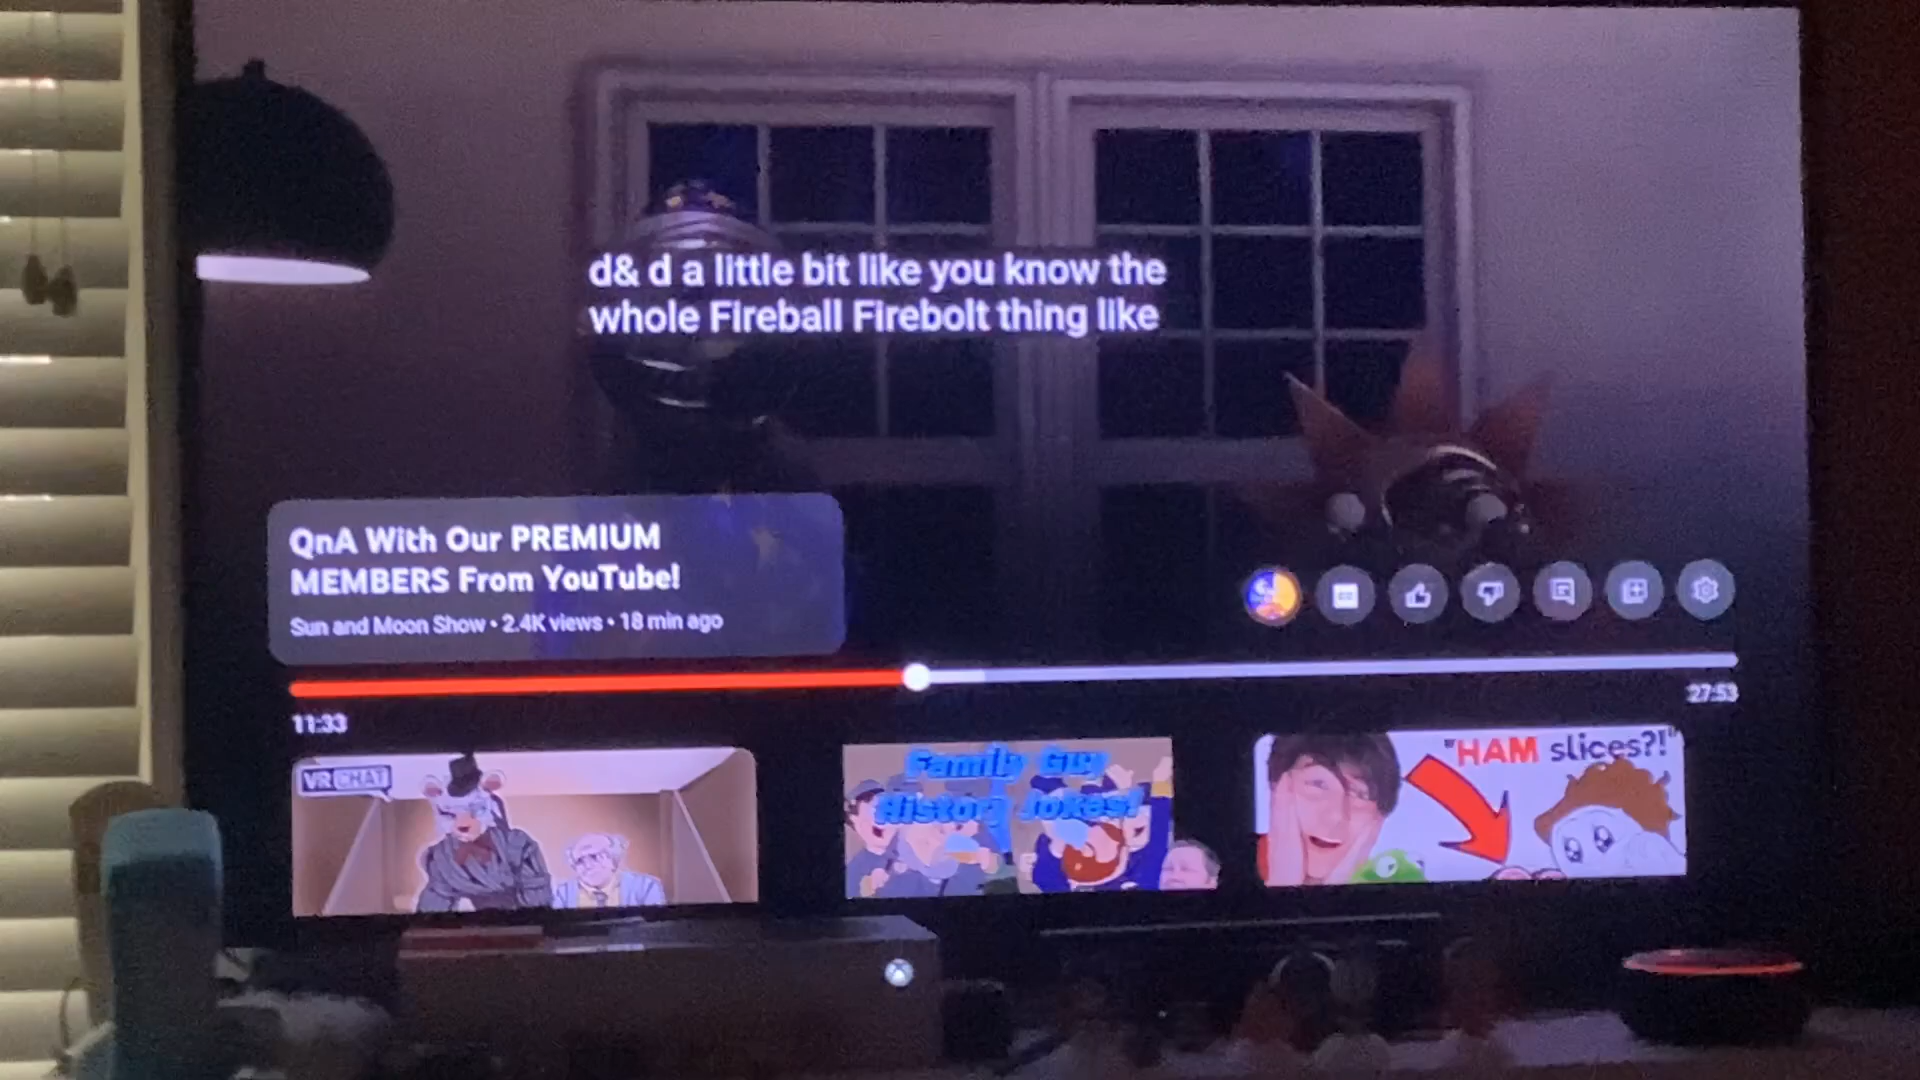 d& d a little bit like you know the
whole Fireball Firebolt thing like
QnA With Our PREMIUM
MEMBERS From YouTube!
Sun and Moon Show • 2.4K views • 18 min ago
11:33
27:53
VRCHAT
Family Guy
History Jokes!
"HAM slices?!"